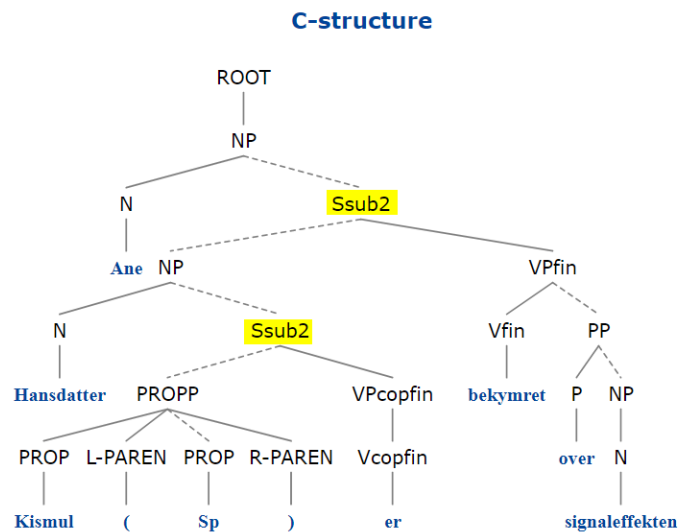 C-structure
ROOT
NP
N Ssub2
Ane NP VPfin
N Ssub2 Vfin PP
Hansdatter PROPP VPcopfin bekymret P NP
PROP L-PAREN PROP R-PAREN Vcopfin over N
Kismul ( Sp ) er signaleffekten